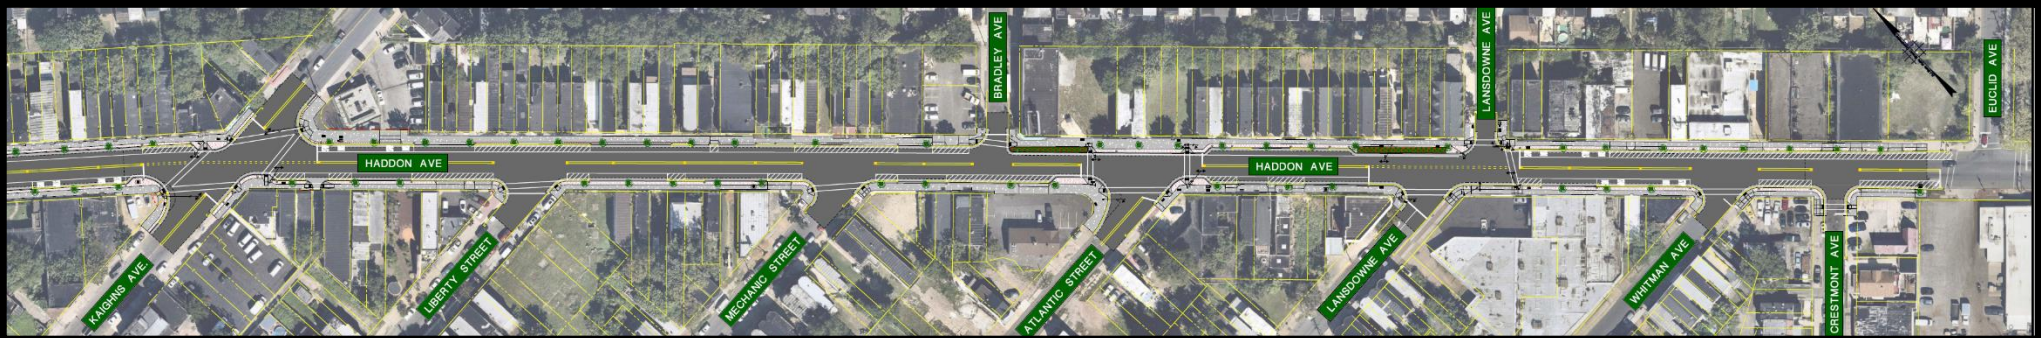 BRADLEY AVE
LANSDOWNE AVE
EUCLID AVE
HADDON AVE
HADDON AVE
KAIGHNS AVE.
LIBERTY STREET
MECHANIC STREET
ATLANTIC STREET
LANSDOWNE AVE
WHITMAN AVE
CRESTMONT AVE